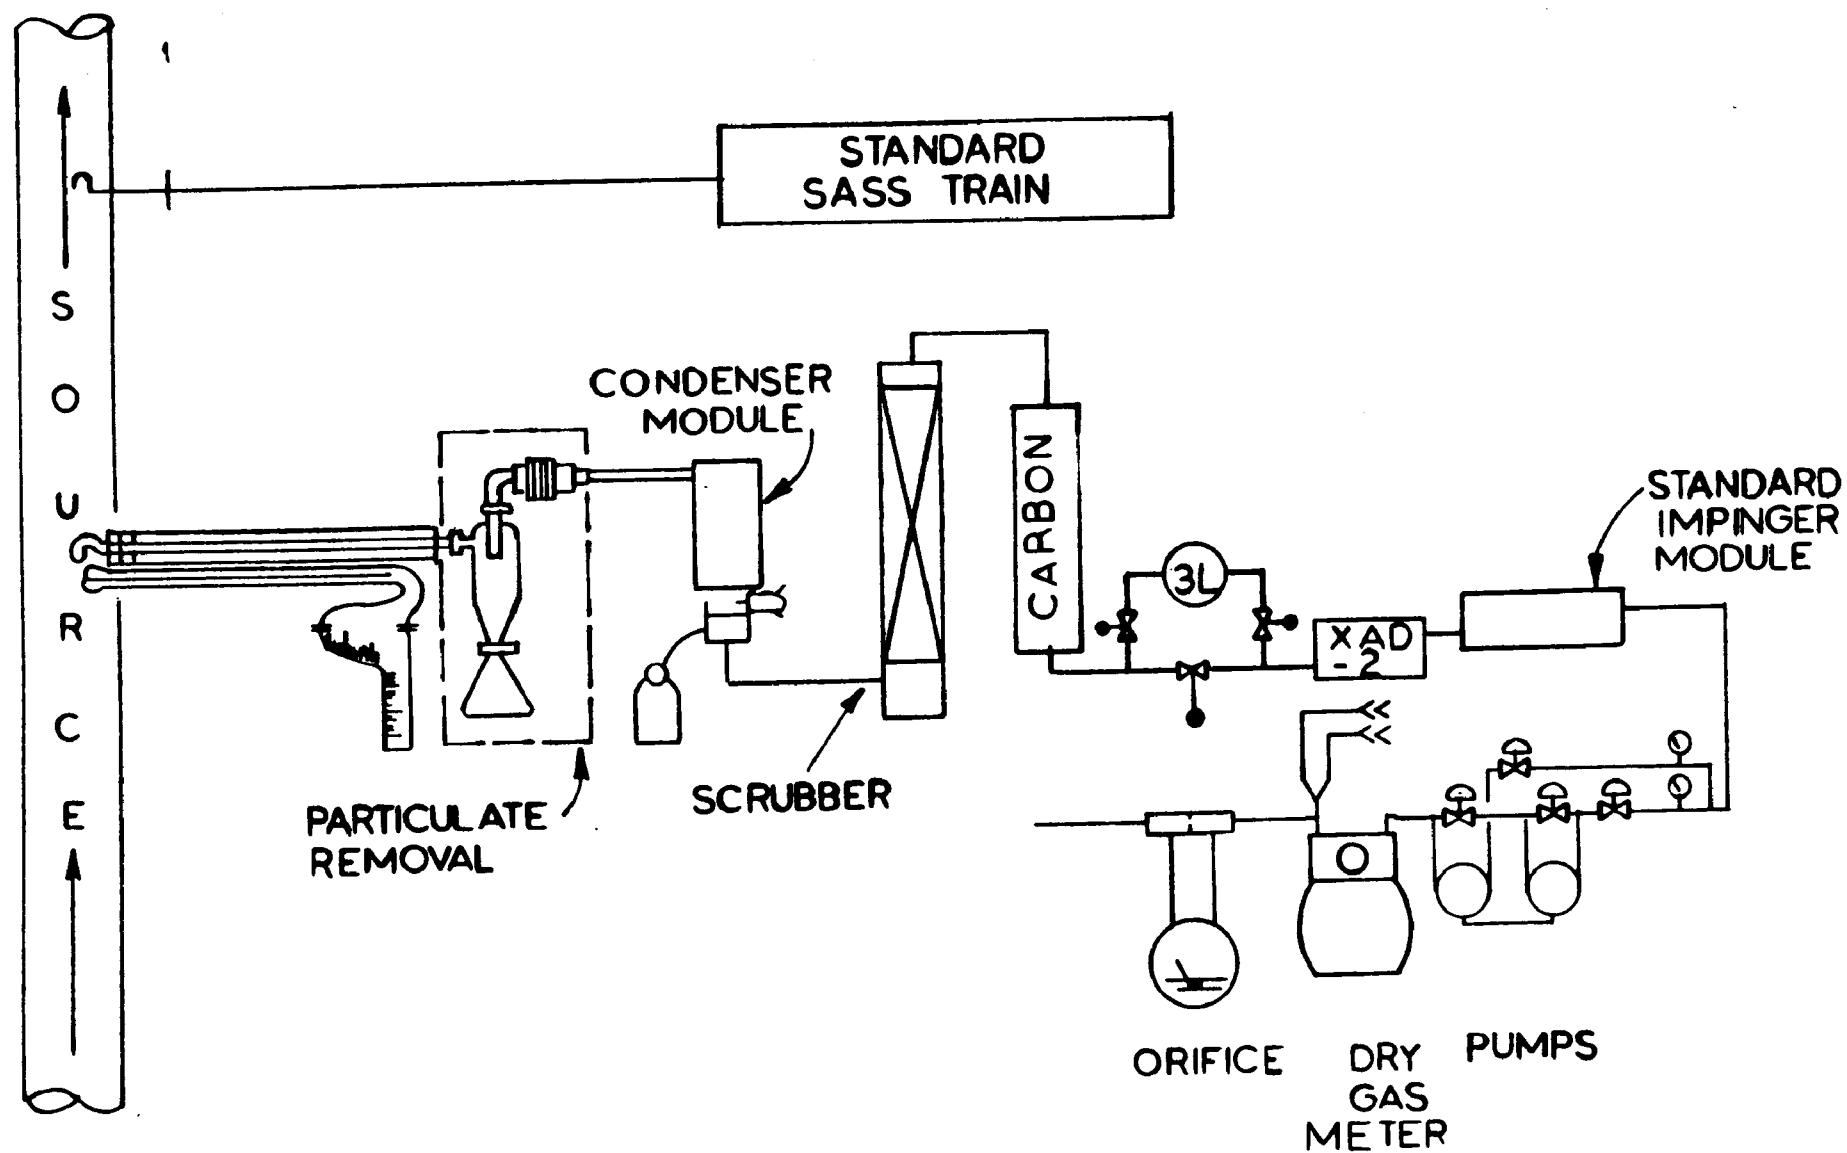 STANDARD
SASS TRAIN
SOURCE
CONDENSER
MODULE
CARBON
STANDARD
IMPINGER
MODULE
3L
XAD
-2
SCRUBBER
PARTICULATE
REMOVAL
ORIFICE
DRY
GAS
METER
PUMPS